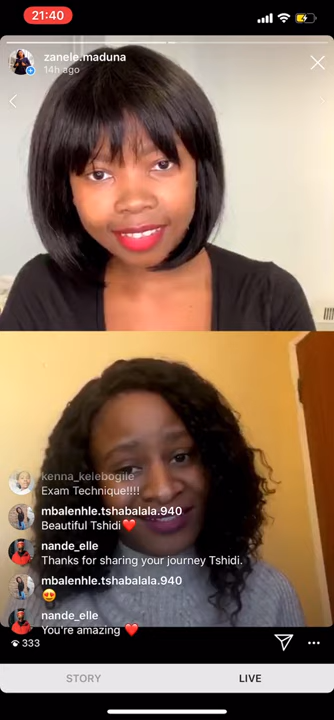 21:40
zanele.maduna
14h ago
kenna_kelebogile
Exam Technique!!!!
mbalenhle.tshabalala.940
Beautiful Tshidi❤️
nande_elle
Thanks for sharing your journey Tshidi.
mbalenhle.tshabalala.940
😍
nande_elle
You're amazing ❤️
333
STORY
LIVE